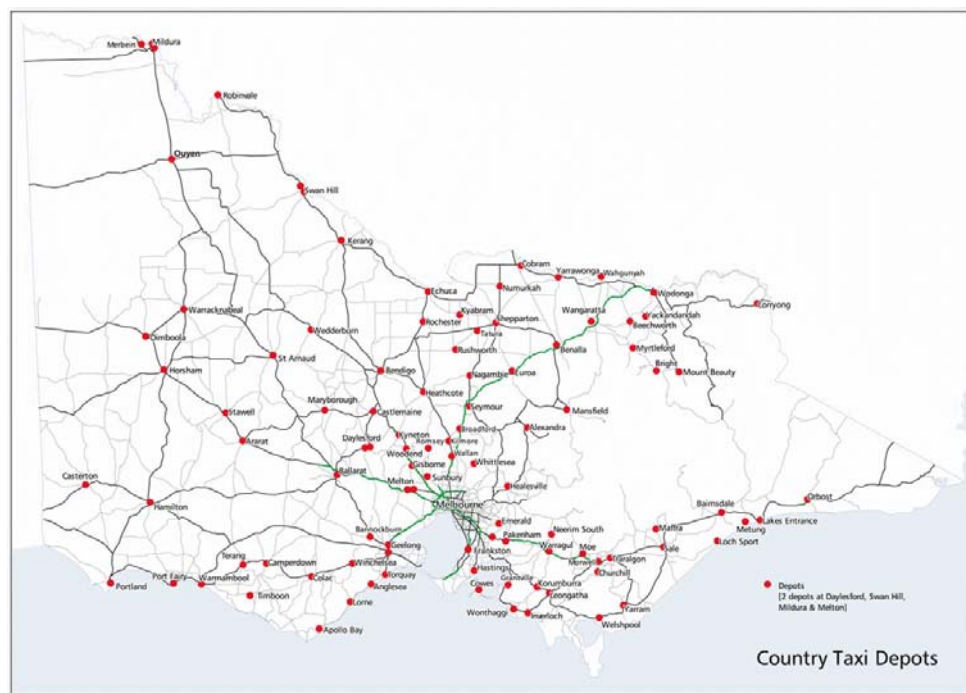 Merbein
Mildura
Robinvale
Ouyen
Swan Hill
Kerang
Cobram
Yarrawonga
Wahgunyah
Echuca
Numurkah
Wodonga
Corryong
Warracknabeal
Kyabram
Wangaratta
Yackandandah
Rochester
Shepparton
Beechworth
Dimboola
Wedderburn
Tatura
Rushworth
Benalla
Myrtleford
St Arnaud
Horsham
Bendigo
Nagambie
Euroa
Bright
Mount Beauty
Heathcote
Stawell
Maryborough
Castlemaine
Seymour
Mansfield
Ararat
Daylesford
Kyneton
Romsey
Broadford
Kilmore
Alexandra
Woodend
Wallan
Gisborne
Whittlesea
Ballarat
Sunbury
Casterton
Melton
Healesville
Hamilton
Melbourne
Bairnsdale
Orbost
Bannockburn
Emerald
Neerim South
Maffra
Lakes Entrance
Metung
Geelong
Pakenham
Warragul
Moe
Sale
Loch Sport
Terang
Camperdown
Winchelsea
Frankston
Morwell
Traralgon
Portland
Port Fairy
Warrnambool
Colac
Torquay
Hastings
Churchill
Timboon
Anglesea
Cowes
Grantville
Korumburra
Leongatha
Lorne
Wonthaggi
Inverloch
Yarram
Apollo Bay
Welshpool
Depots
[2 depots at Daylesford, Swan Hill,
Mildura & Melton]
Country Taxi Depots